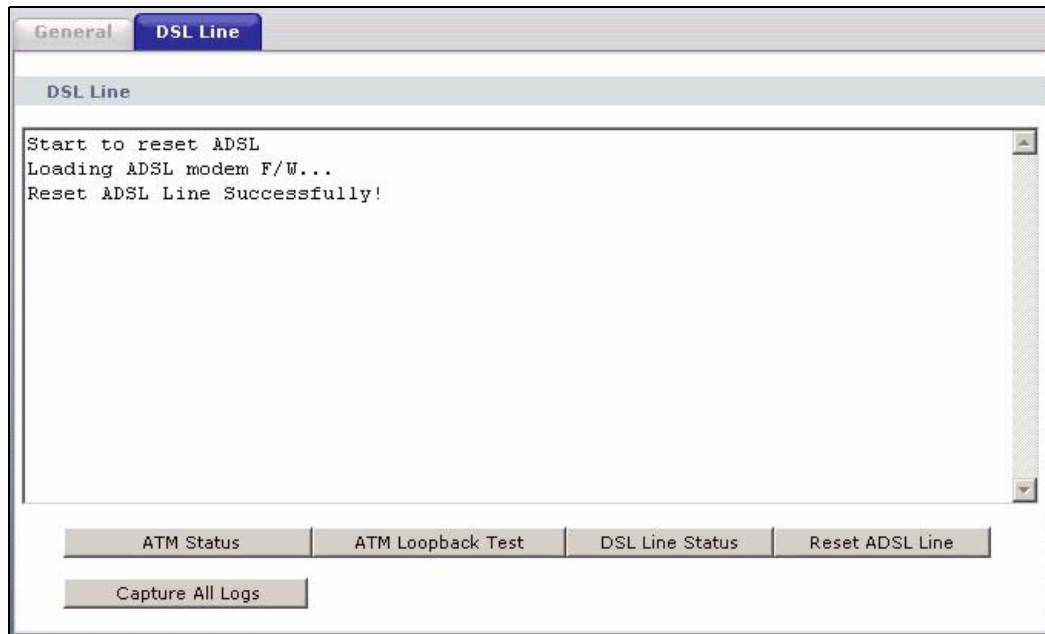 General DSL Line
DSL Line
Start to reset ADSL
Loading ADSL modem F/W...
Reset ADSL Line Successfully!
ATM Status ATM Loopback Test DSL Line Status Reset ADSL Line
Capture All Logs